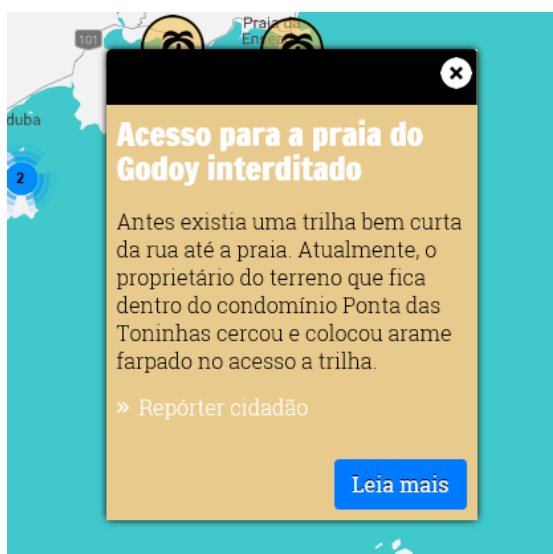 101
Praia da
Enseada
duba
2
Acesso para a praia do
Godoy interditado
Antes existia uma trilha bem curta
da rua até a praia. Atualmente, o
proprietário do terreno que fica
dentro do condomínio Ponta das
Toninhas cercou e colocou arame
farpado no acesso a trilha.
» Repórter cidadão
Leia mais